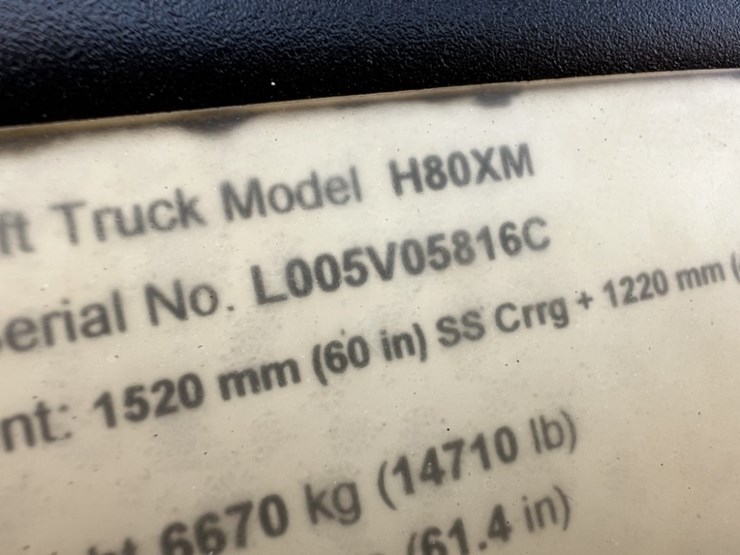 ft Truck Model H80XM
erial No. L005V05816C
nt: 1520 mm (60 in) SS Crrg + 1220 mm (
ht 6670 kg (14710 lb)
(61.4 in)